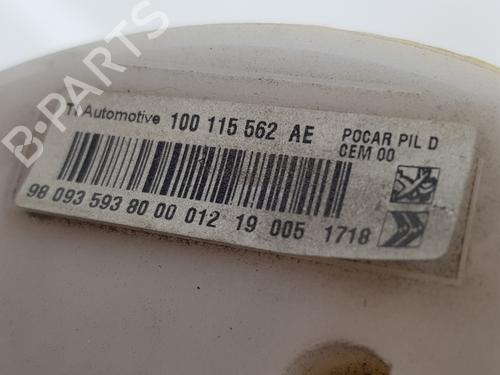 B-PARTS
TI Automotive 100 115 562 AE
POCAR PIL D
CEM 00
98 093 593 80 00 012 19 005 1718